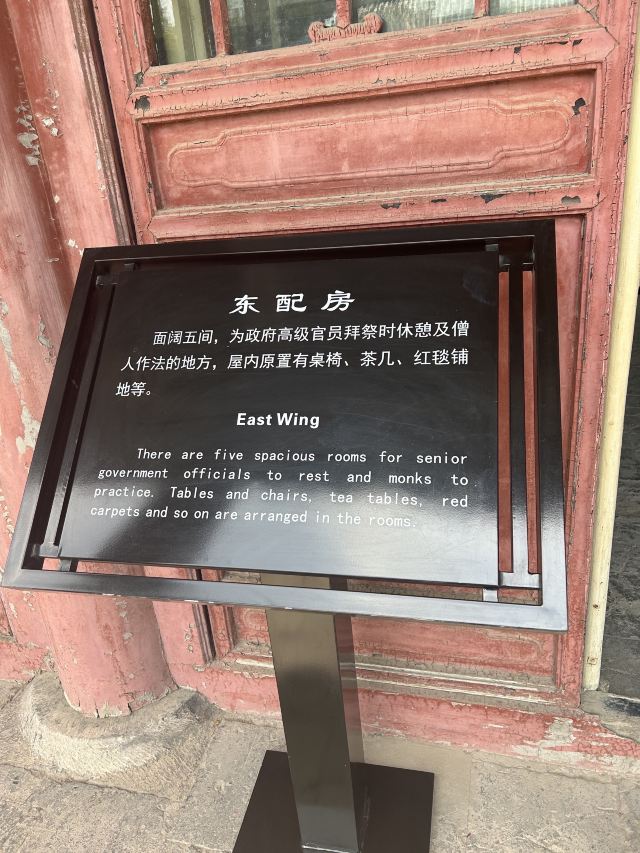 东配房
面阔五间，为政府高级官员拜祭时休憩及僧
人作法的地方，屋内原置有桌椅、茶几、红毯铺
地等。
East Wing
There are five spacious rooms for senior
government officials to rest and monks to
practice. Tables and chairs, tea tables, red
carpets and so on are arranged in the rooms.